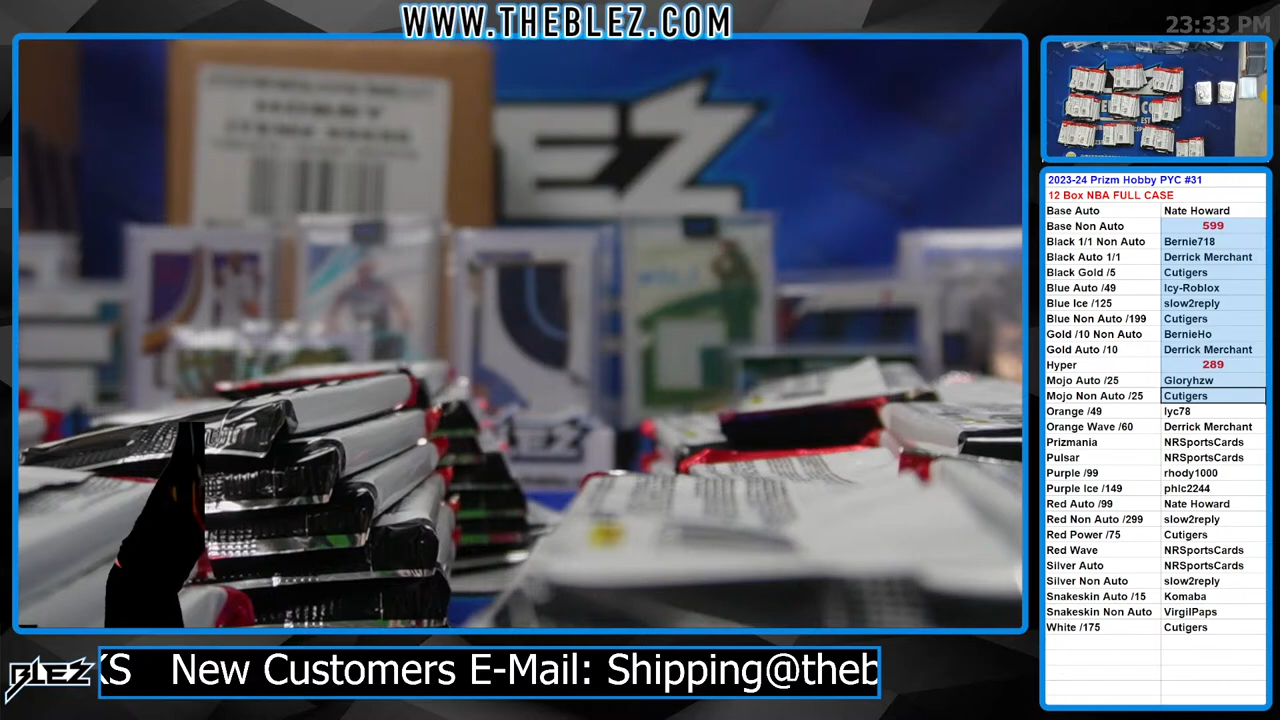 WWW.THEBLEZ.COM
23:33 PM
HOBBY
EZ
2023-24 Prizm Hobby PYC #31
12 Box NBA FULL CASE
Base Auto Nate Howard
Base Non Auto 599
Black 1/1 Non Auto Bernie718
Black Auto 1/1 Derrick Merchant
Black Gold /5 Cutigers
Blue Auto /49 Icy-Roblox
Blue Ice /125 slow2reply
Blue Non Auto /199 Cutigers
Gold /10 Non Auto BernieHo
Gold Auto /10 Derrick Merchant
Hyper 289
Mojo Auto /25 Gloryhzw
Mojo Non Auto /25 Cutigers
Orange /49 lyc78
Orange Wave /60 Derrick Merchant
Prizmania NRSportsCards
Pulsar NRSportsCards
Purple /99 rhody1000
Purple Ice /149 phlc2244
Red Auto /99 Nate Howard
Red Non Auto /299 slow2reply
Red Power /75 Cutigers
Red Wave NRSportsCards
Silver Auto NRSportsCards
Silver Non Auto slow2reply
Snakeskin Auto /15 Komaba
Snakeskin Non Auto VirgilPaps
White /175 Cutigers
BLEZ
KS New Customers E-Mail: Shipping@theb